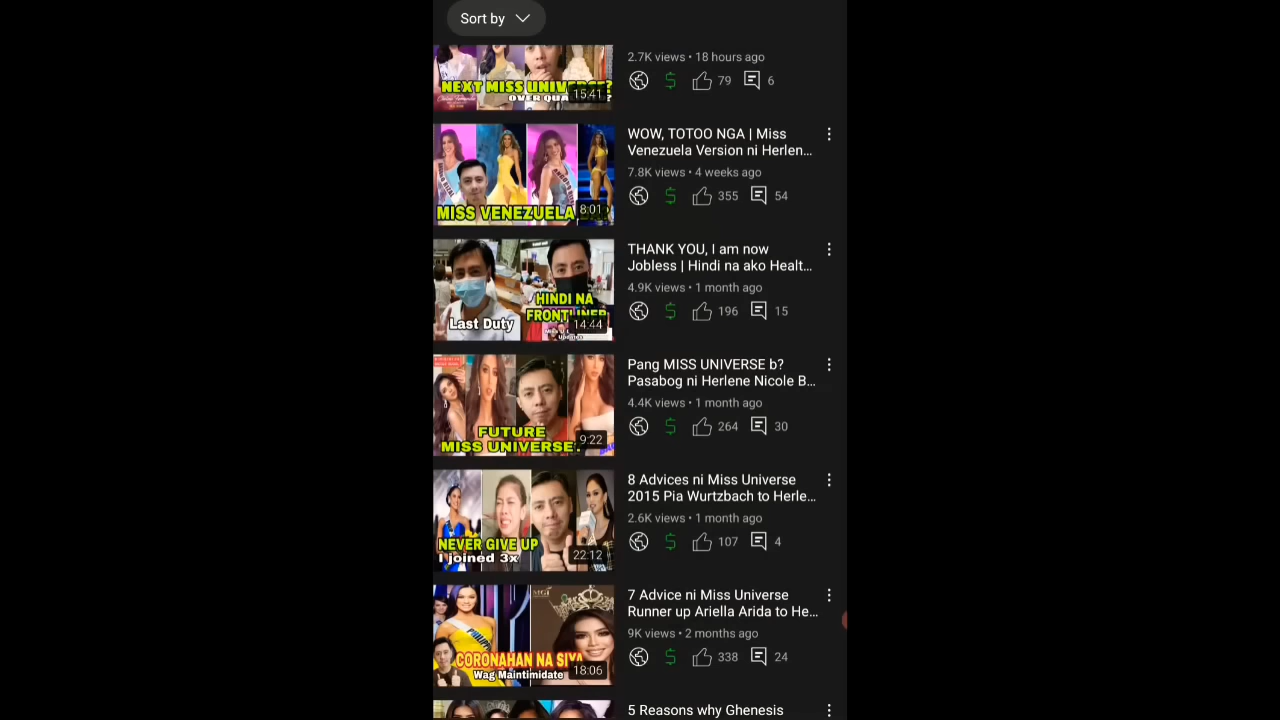 Sort by
NEXT MISS UNIVERSE?
15:41
2.7K views • 18 hours ago
79
6
MISS VENEZUELA
8:01
WOW, TOTOO NGA | Miss
Venezuela Version ni Herlen...
7.8K views • 4 weeks ago
355
54
Last Duty
HINDI NA
FRONTLINER
14:44
THANK YOU, I am now
Jobless | Hindi na ako Healt...
4.9K views • 1 month ago
196
15
FUTURE
MISS UNIVERSE?
9:22
Pang MISS UNIVERSE b?
Pasabog ni Herlene Nicole B...
4.4K views • 1 month ago
264
30
NEVER GIVE UP
I joined 3x
22:12
8 Advices ni Miss Universe
2015 Pia Wurtzbach to Herle...
2.6K views • 1 month ago
107
4
CORONAHAN NA SIYA
Wag Maintimidate
18:06
7 Advice ni Miss Universe
Runner up Ariella Arida to He...
9K views • 2 months ago
338
24
5 Reasons why Ghenesis